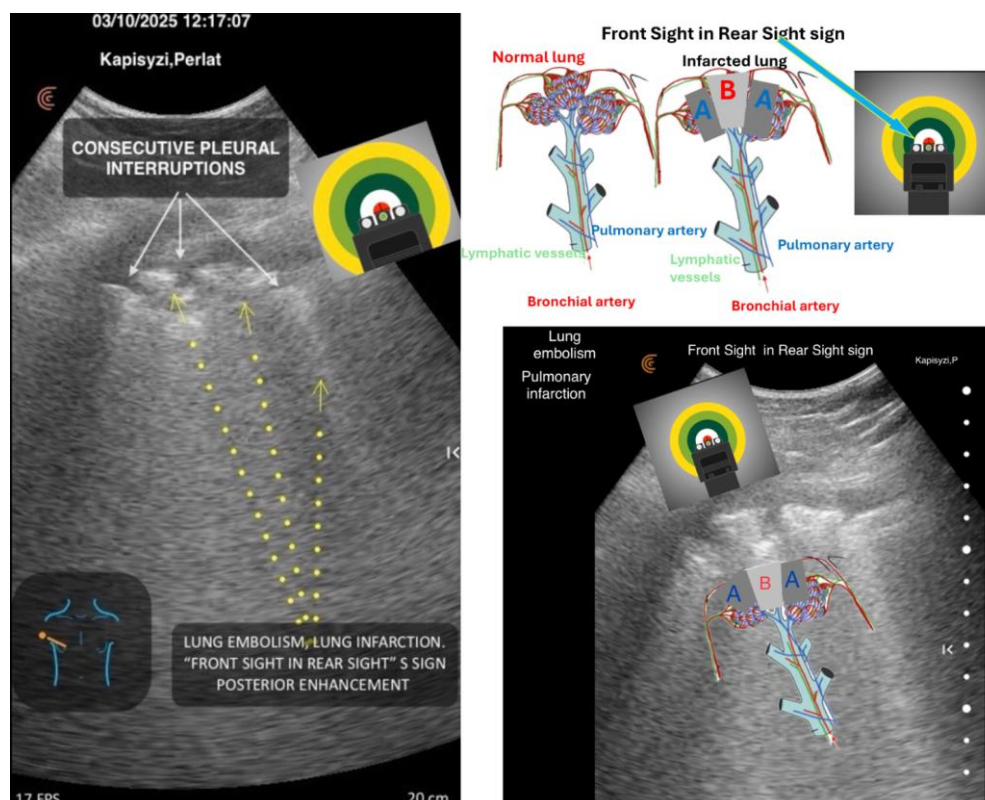 03/10/2025 12:17:07
Kapisyzi,Perlat
CONSECUTIVE PLEURAL
INTERRUPTIONS
LUNG EMBOLISM, LUNG INFARCTION.
“FRONT SIGHT IN REAR SIGHT” S SIGN
POSTERIOR ENHANCEMENT
17 FPS
20 cm
Front Sight in Rear Sight sign
Normal lung
Infarcted lung
A
B
A
Pulmonary artery
Pulmonary artery
Lymphatic vessels
Lymphatic
vessels
Bronchial artery
Bronchial artery
Lung
embolism
Pulmonary
infarction
Front Sight in Rear Sight sign
Kapisyzi,P
A
B
A